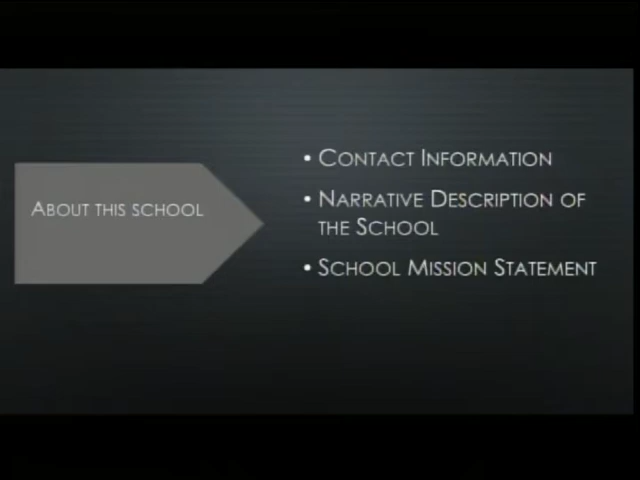 ABOUT THIS SCHOOL
• CONTACT INFORMATION
• NARRATIVE DESCRIPTION OF
THE SCHOOL
• SCHOOL MISSION STATEMENT